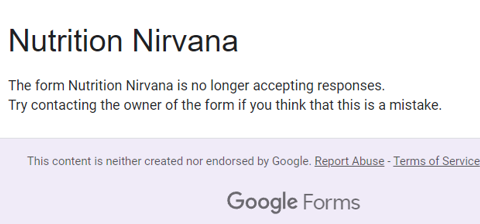 Nutrition Nirvana
The form Nutrition Nirvana is no longer accepting responses.
Try contacting the owner of the form if you think that this is a mistake.
This content is neither created nor endorsed by Google. Report Abuse - Terms of Service
Google Forms